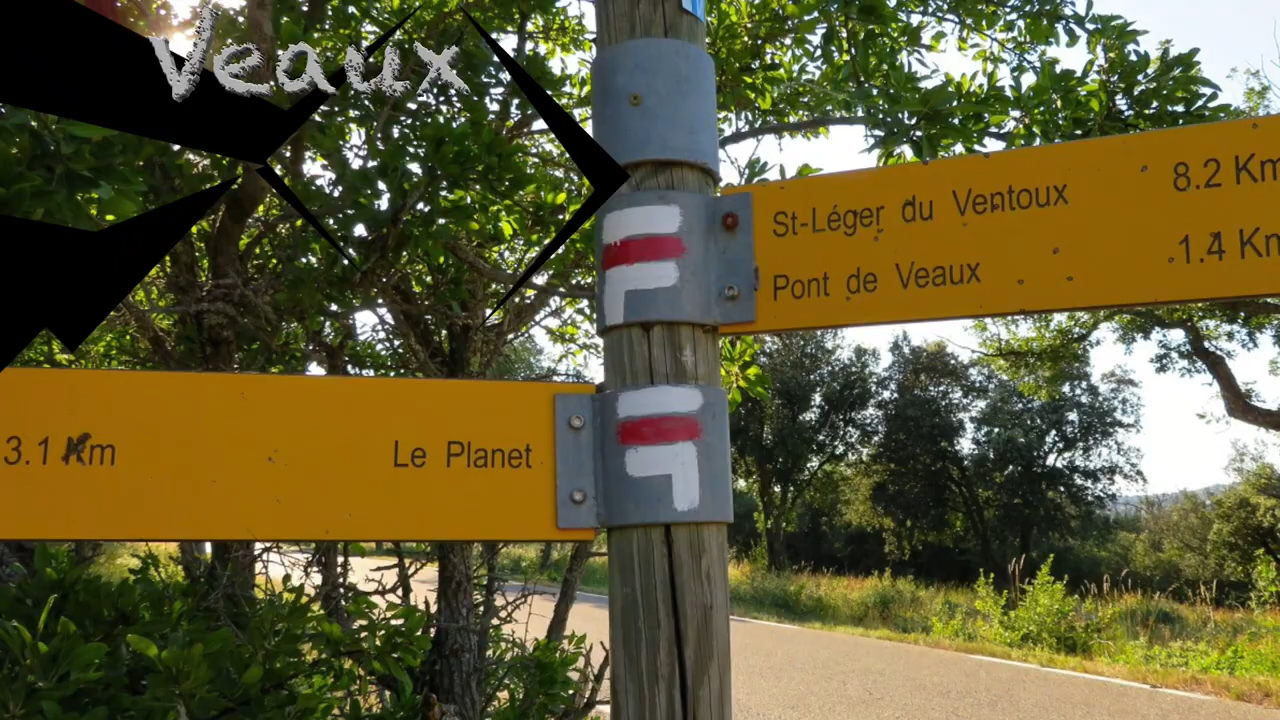 Veaux
St-Léger du Ventoux 8.2 Km
Pont de Veaux 1.4 Km
3.1 Km Le Planet